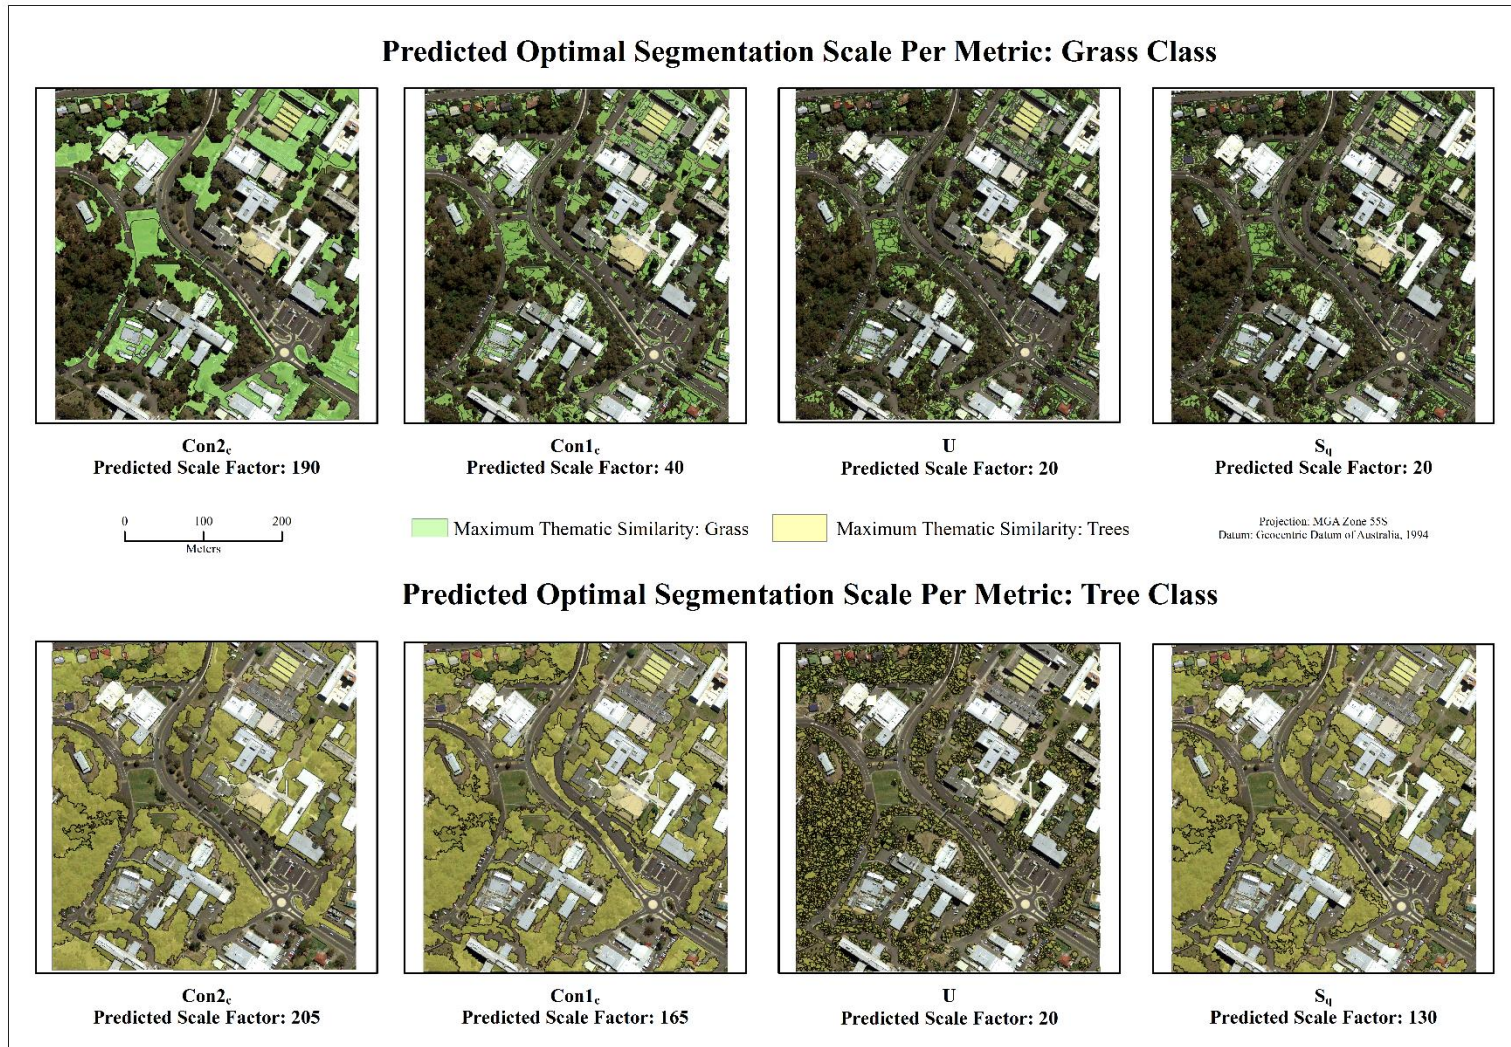 Predicted Optimal Segmentation Scale Per Metric: Grass Class
Con2c
Predicted Scale Factor: 190
Con1c
Predicted Scale Factor: 40
U
Predicted Scale Factor: 20
Sq
Predicted Scale Factor: 20
0 100 200
Meters
Maximum Thematic Similarity: Grass
Maximum Thematic Similarity: Trees
Projection: MGA Zone 55S
Datum: Geocentric Datum of Australia, 1994
Predicted Optimal Segmentation Scale Per Metric: Tree Class
Con2c
Predicted Scale Factor: 205
Con1c
Predicted Scale Factor: 165
U
Predicted Scale Factor: 20
Sq
Predicted Scale Factor: 130